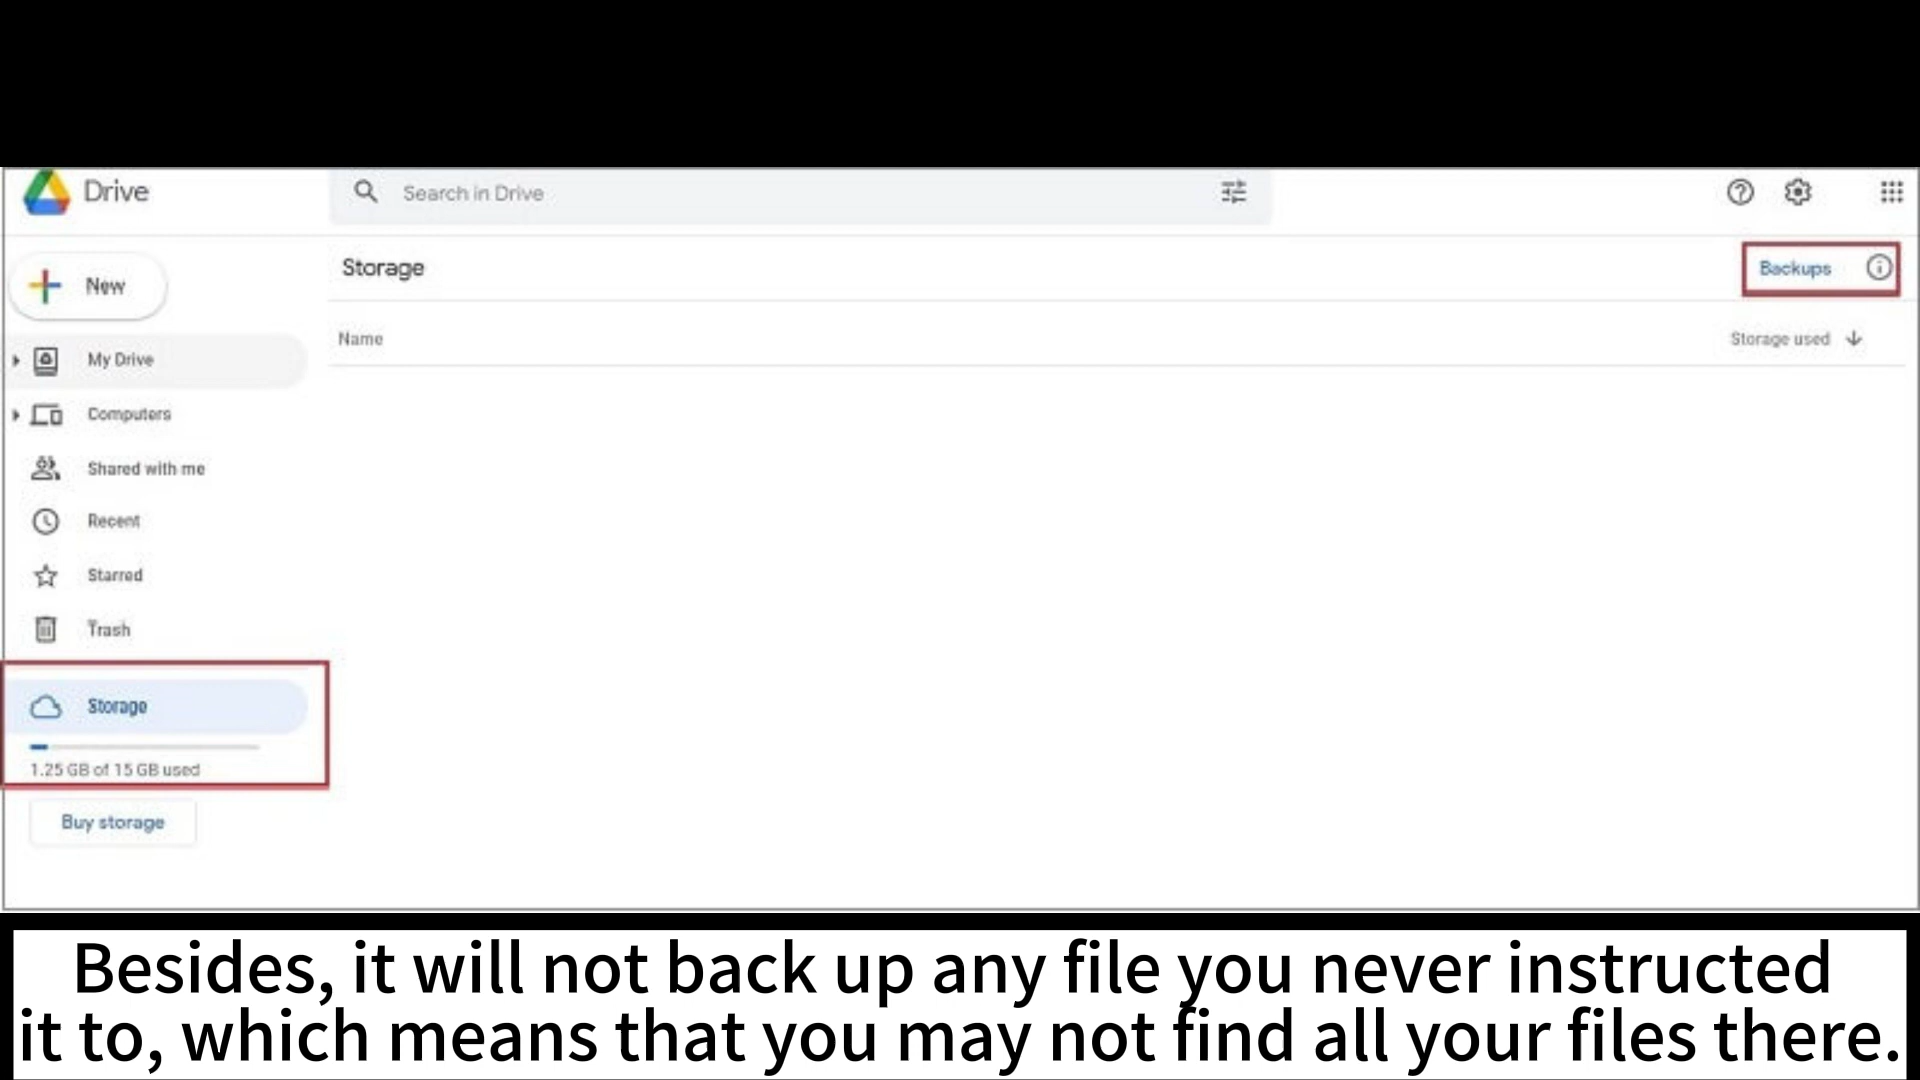 Drive
Search in Drive
New
Storage
Backups
Name
Storage used
My Drive
Computers
Shared with me
Recent
Starred
Trash
Storage
1.25 GB of 15 GB used
Buy storage
Besides, it will not back up any file you never instructed
it to, which means that you may not find all your files there.